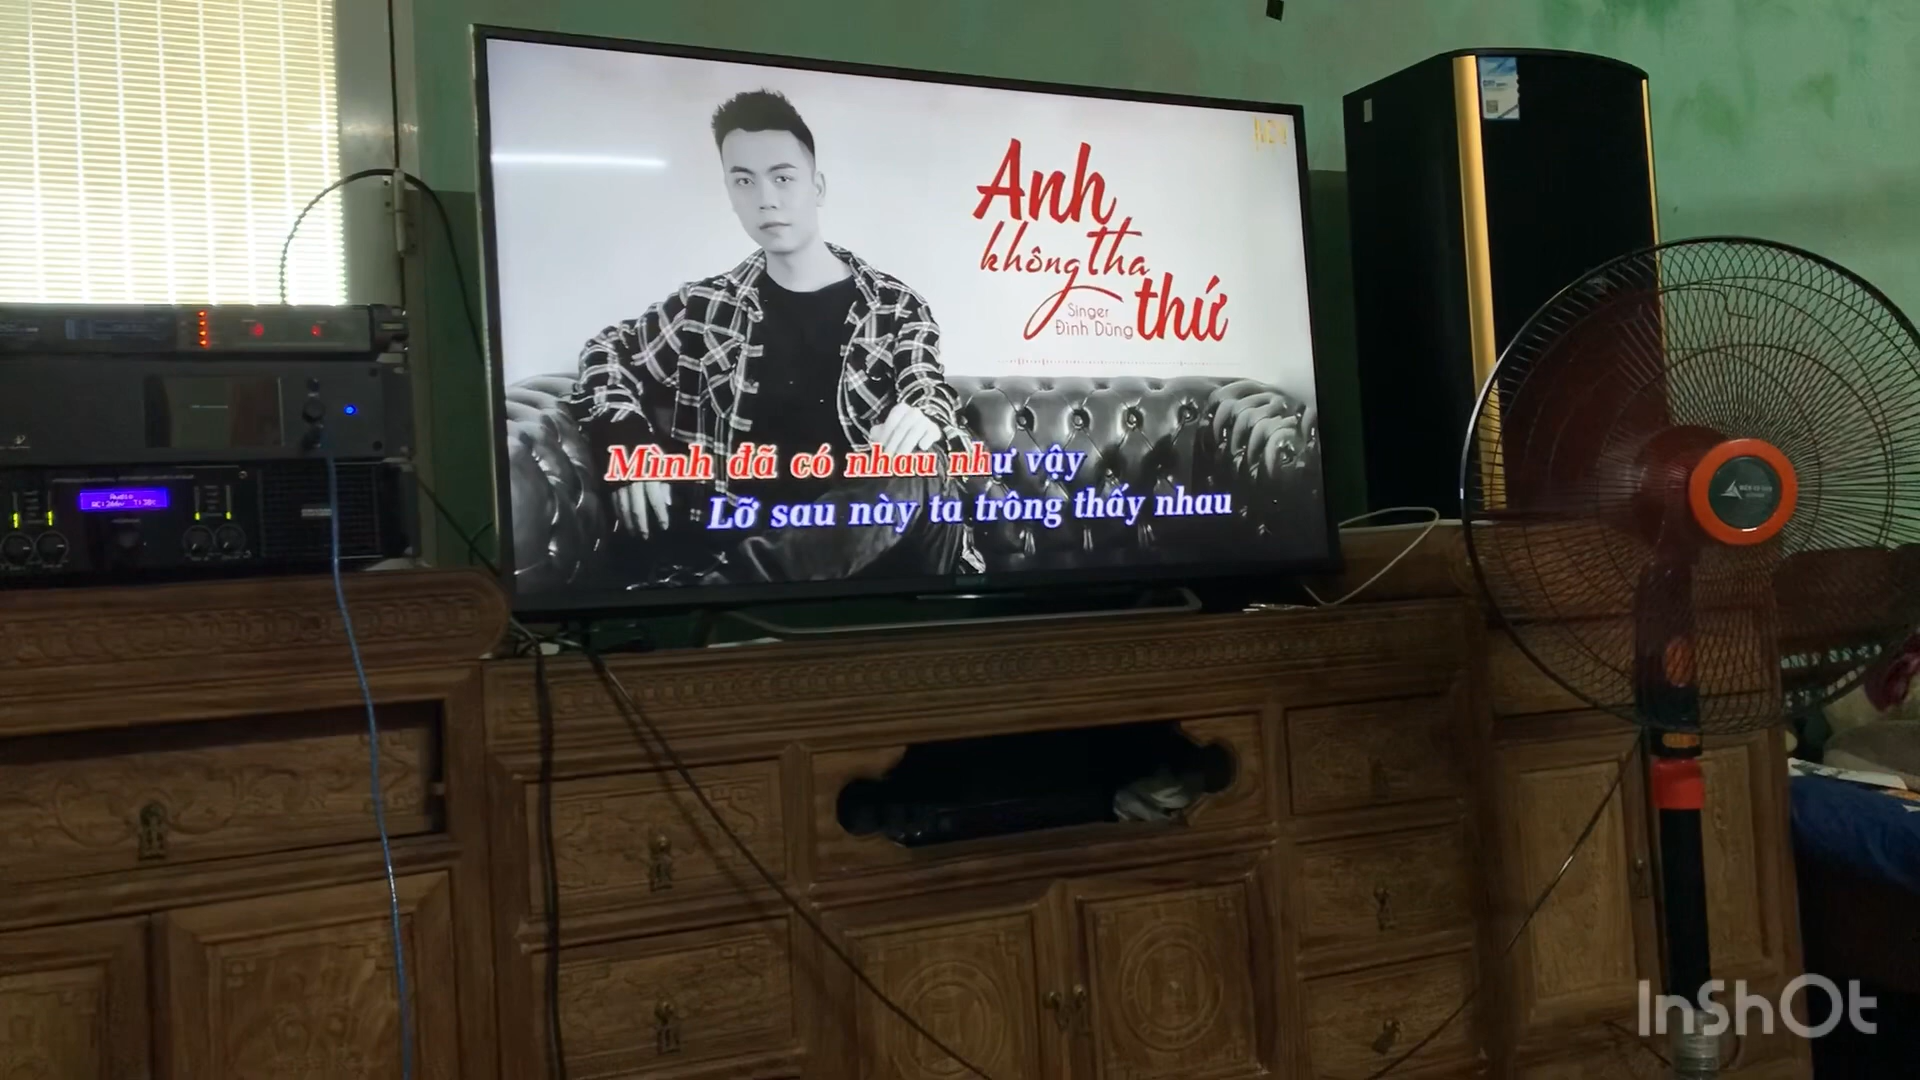 Anh
không tha
thứ
Singer
Đình Dũng
Mình đã có nhau như vậy
Lỡ sau này ta trông thấy nhau
Audio
InShOt